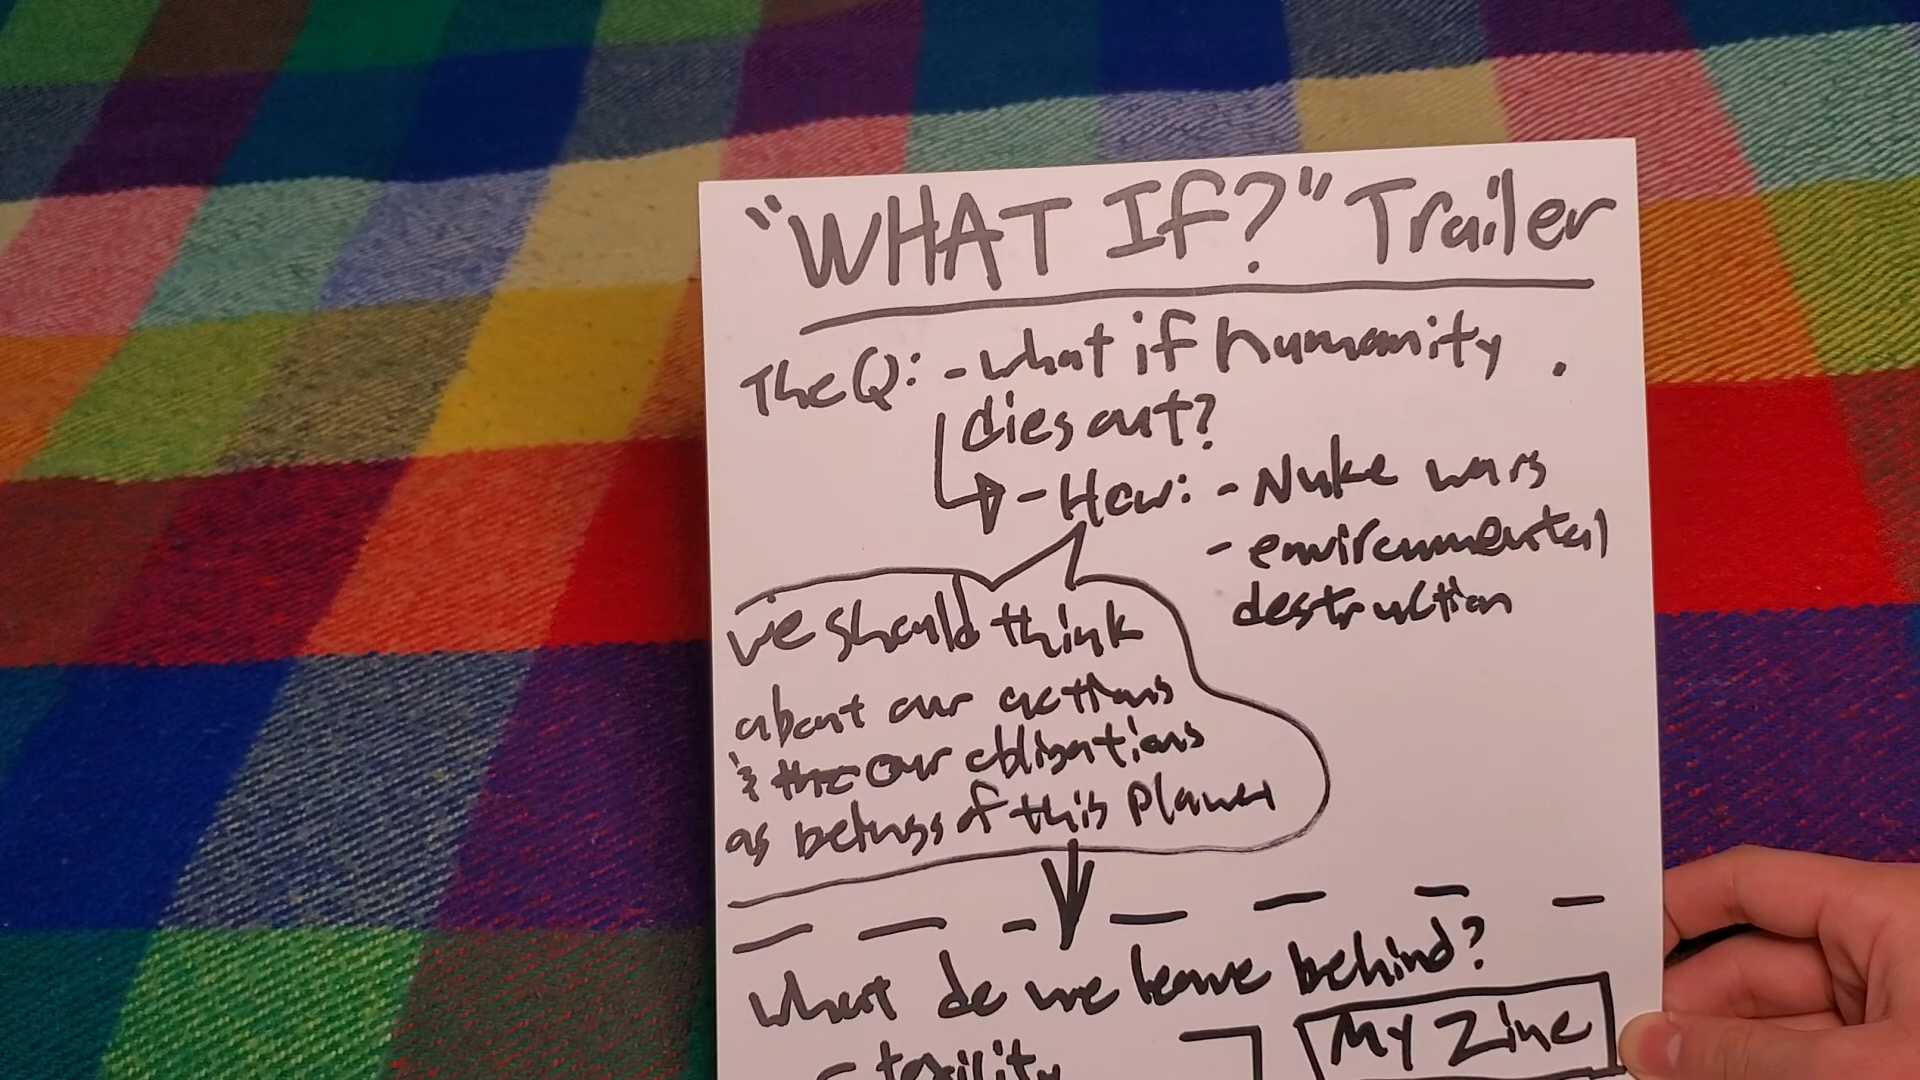 "WHAT If?" Trailer
The Q: - what if humanity
dies out?
- How: - Nuke wars
- environmental
destruction
we should think
about our actions
& the our obligations
as beings of this planet
what do we leave behind?
My Zine